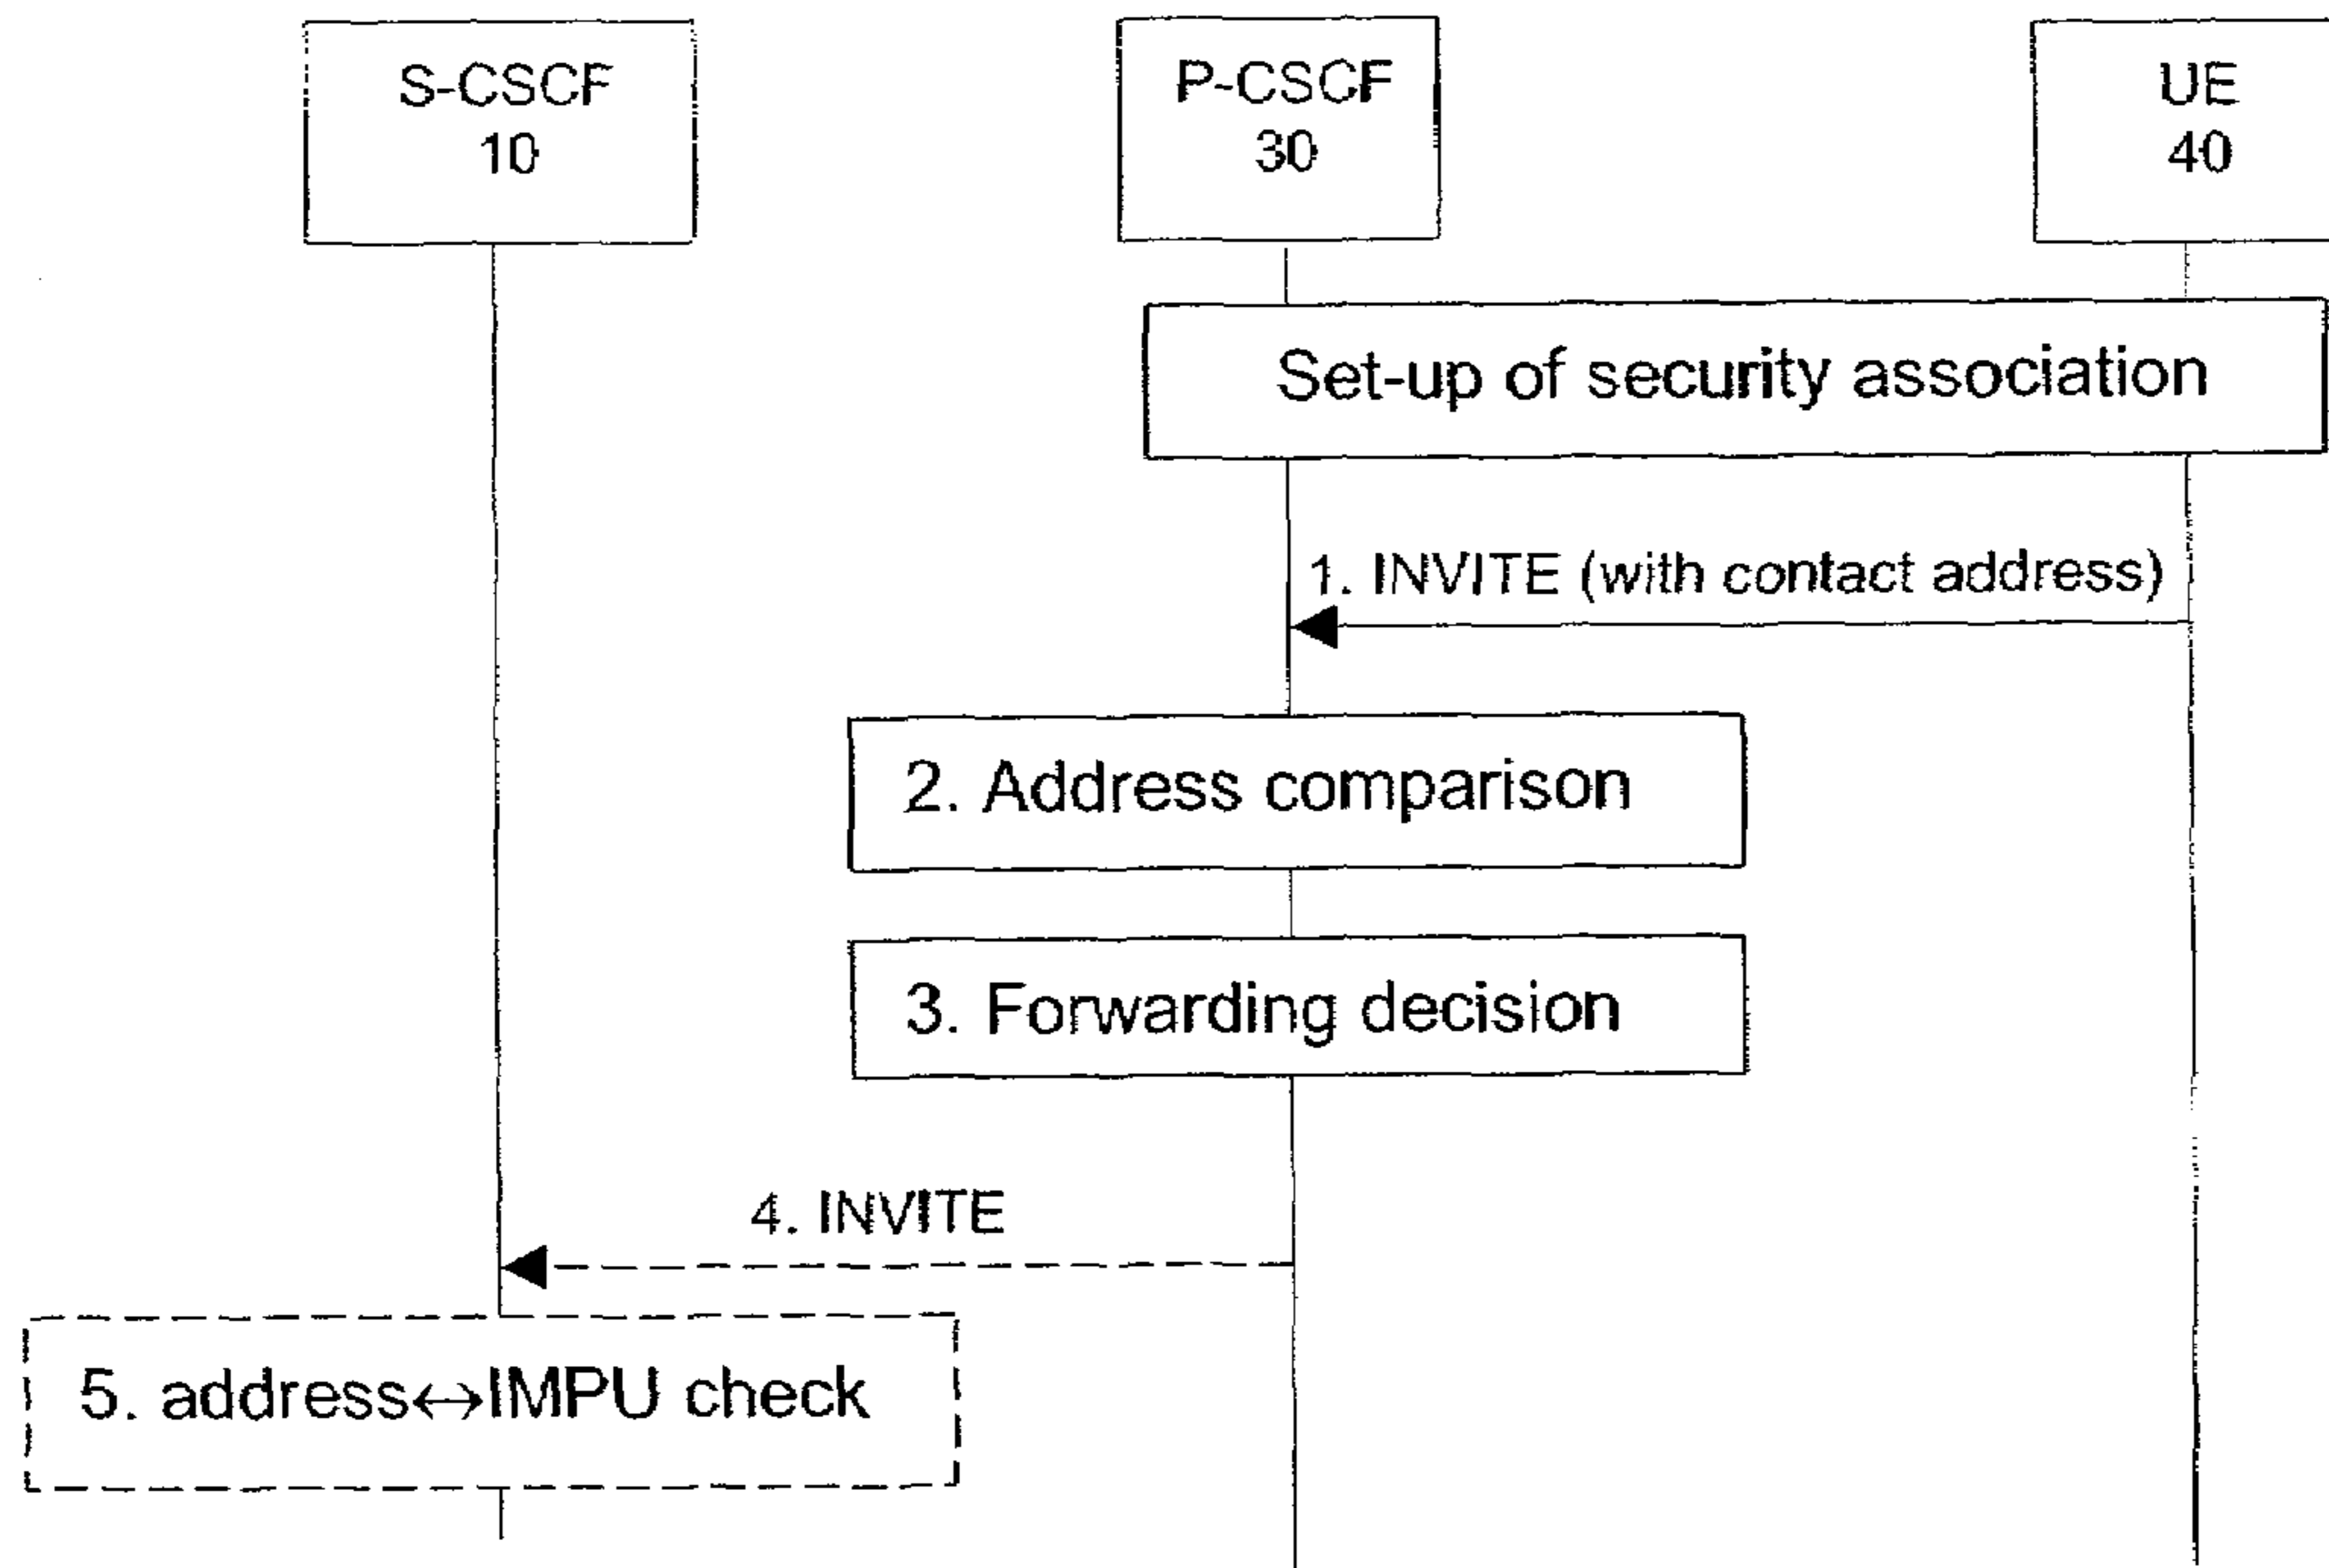 S-CSCF
10
P-CSCF
30
UE
40
Set-up of security association
1. INVITE (with contact address)
2. Address comparison
3. Forwarding decision
4. INVITE
5. address↔IMPU check